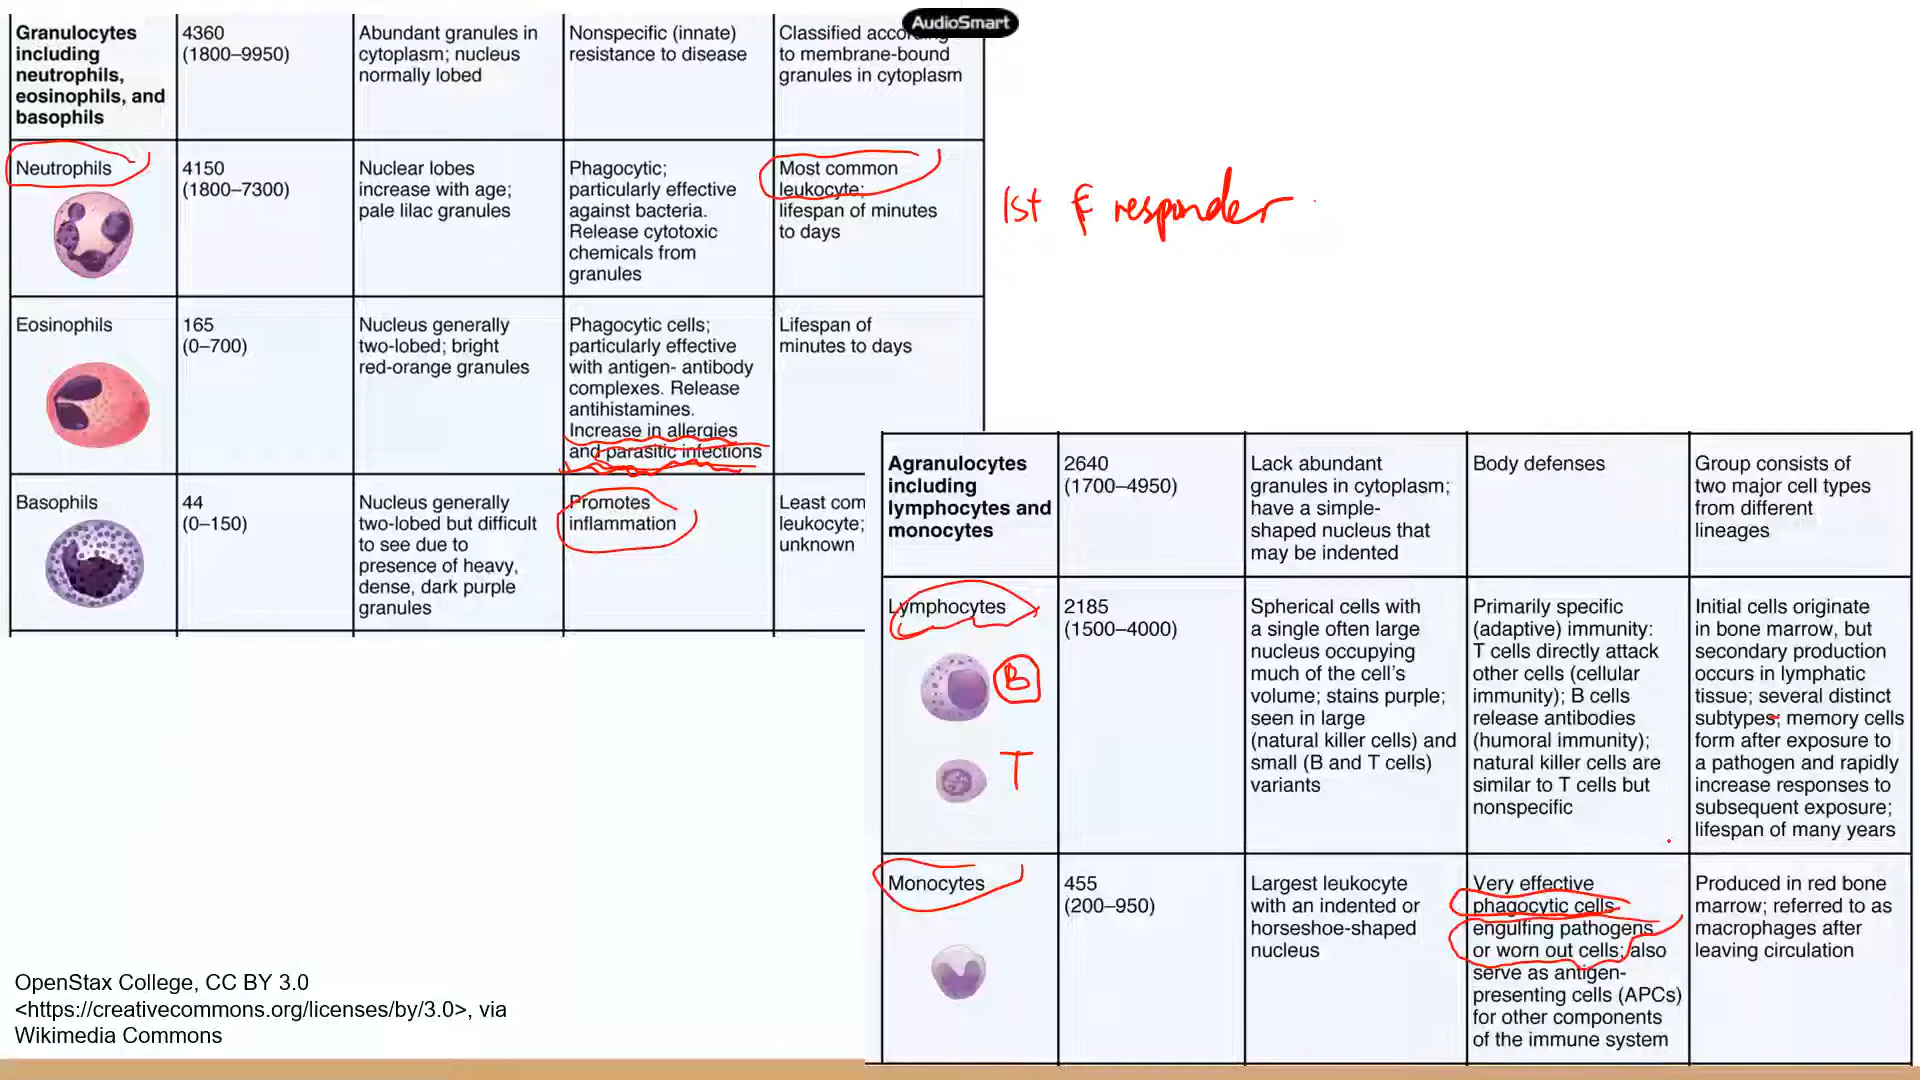 AudioSmart
Granulocytes
including
neutrophils,
eosinophils, and
basophils
4360
(1800–9950)
Abundant granules in
cytoplasm; nucleus
normally lobed
Nonspecific (innate)
resistance to disease
Classified according
to membrane-bound
granules in cytoplasm
Neutrophils
4150
(1800–7300)
Nuclear lobes
increase with age;
pale lilac granules
Phagocytic;
particularly effective
against bacteria.
Release cytotoxic
chemicals from
granules
Most common
leukocyte;
lifespan of minutes
to days
1st responder
Eosinophils
165
(0–700)
Nucleus generally
two-lobed; bright
red-orange granules
Phagocytic cells;
particularly effective
with antigen- antibody
complexes. Release
antihistamines.
Increase in allergies
and parasitic infections
Lifespan of
minutes to days
Basophils
44
(0–150)
Nucleus generally
two-lobed but difficult
to see due to
presence of heavy,
dense, dark purple
granules
Promotes
inflammation
Least com
leukocyte;
unknown
Agranulocytes
including
lymphocytes and
monocytes
2640
(1700–4950)
Lack abundant
granules in cytoplasm;
have a simple-
shaped nucleus that
may be indented
Body defenses
Group consists of
two major cell types
from different
lineages
Lymphocytes
B
T
2185
(1500–4000)
Spherical cells with
a single often large
nucleus occupying
much of the cell's
volume; stains purple;
seen in large
(natural killer cells) and
small (B and T cells)
variants
Primarily specific
(adaptive) immunity:
T cells directly attack
other cells (cellular
immunity); B cells
release antibodies
(humoral immunity);
natural killer cells are
similar to T cells but
nonspecific
Initial cells originate
in bone marrow, but
secondary production
occurs in lymphatic
tissue; several distinct
subtypes; memory cells
form after exposure to
a pathogen and rapidly
increase responses to
subsequent exposure;
lifespan of many years
Monocytes
455
(200–950)
Largest leukocyte
with an indented or
horseshoe-shaped
nucleus
Very effective
phagocytic cells
engulfing pathogens
or worn out cells; also
serve as antigen-
presenting cells (APCs)
for other components
of the immune system
Produced in red bone
marrow; referred to as
macrophages after
leaving circulation
OpenStax College, CC BY 3.0
<https://creativecommons.org/licenses/by/3.0>, via
Wikimedia Commons